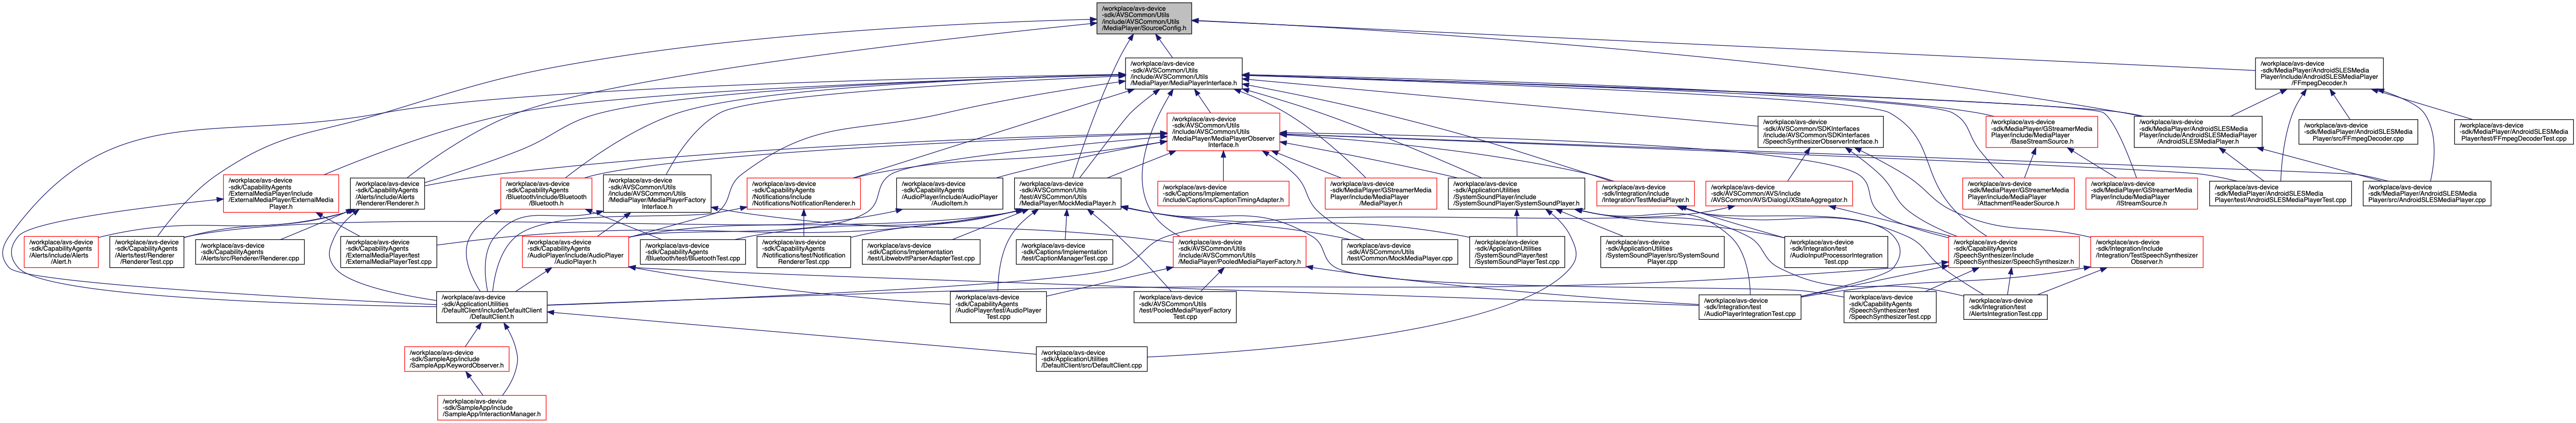 /workplace/avs-device
-sdk/AVSCommon/Utils
/include/AVSCommon/Utils
/MediaPlayer/SourceConfig.h
/workplace/avs-device
-sdk/AVSCommon/Utils
/include/AVSCommon/Utils
/MediaPlayer/MediaPlayerInterface.h
/workplace/avs-device
-sdk/MediaPlayer/AndroidSLESMedia
Player/include/AndroidSLESMediaPlayer
/FFmpegDecoder.h
/workplace/avs-device
-sdk/AVSCommon/Utils
/include/AVSCommon/Utils
/MediaPlayer/MediaPlayerObserver
Interface.h
/workplace/avs-device
-sdk/AVSCommon/SDKInterfaces
/include/AVSCommon/SDKInterfaces
/SpeechSynthesizerObserverInterface.h
/workplace/avs-device
-sdk/MediaPlayer/GStreamerMedia
Player/include/MediaPlayer
/BaseStreamSource.h
/workplace/avs-device
-sdk/MediaPlayer/AndroidSLESMedia
Player/include/AndroidSLESMediaPlayer
/AndroidSLESMediaPlayer.h
/workplace/avs-device
-sdk/MediaPlayer/AndroidSLESMedia
Player/src/FFmpegDecoder.cpp
/workplace/avs-device
-sdk/MediaPlayer/AndroidSLESMedia
Player/test/FFmpegDecoderTest.cpp
/workplace/avs-device
-sdk/CapabilityAgents
/ExternalMediaPlayer/include
/ExternalMediaPlayer/ExternalMedia
Player.h
/workplace/avs-device
-sdk/CapabilityAgents
/Alerts/include/Alerts
/Renderer/Renderer.h
/workplace/avs-device
-sdk/CapabilityAgents
/Bluetooth/include/Bluetooth
/Bluetooth.h
/workplace/avs-device
-sdk/AVSCommon/Utils
/include/AVSCommon/Utils
/MediaPlayer/MediaPlayerFactory
Interface.h
/workplace/avs-device
-sdk/CapabilityAgents
/Notifications/include
/Notifications/NotificationRenderer.h
/workplace/avs-device
-sdk/CapabilityAgents
/AudioPlayer/include/AudioPlayer
/AudioItem.h
/workplace/avs-device
-sdk/AVSCommon/Utils
/test/AVSCommon/Utils
/MediaPlayer/MockMediaPlayer.h
/workplace/avs-device
-sdk/Captions/Implementation
/include/Captions/CaptionTimingAdapter.h
/workplace/avs-device
-sdk/MediaPlayer/GStreamerMedia
Player/include/MediaPlayer
/MediaPlayer.h
/workplace/avs-device
-sdk/ApplicationUtilities
/SystemSoundPlayer/include
/SystemSoundPlayer/SystemSoundPlayer.h
/workplace/avs-device
-sdk/Integration/include
/Integration/TestMediaPlayer.h
/workplace/avs-device
-sdk/AVSCommon/AVS/include
/AVSCommon/AVS/DialogUXStateAggregator.h
/workplace/avs-device
-sdk/MediaPlayer/GStreamerMedia
Player/include/MediaPlayer
/AttachmentReaderSource.h
/workplace/avs-device
-sdk/MediaPlayer/GStreamerMedia
Player/include/MediaPlayer
/IStreamSource.h
/workplace/avs-device
-sdk/MediaPlayer/AndroidSLESMedia
Player/test/AndroidSLESMediaPlayerTest.cpp
/workplace/avs-device
-sdk/MediaPlayer/AndroidSLESMedia
Player/src/AndroidSLESMediaPlayer.cpp
/workplace/avs-device
-sdk/CapabilityAgents
/Alerts/include/Alerts
/Alert.h
/workplace/avs-device
-sdk/CapabilityAgents
/Alerts/test/Renderer
/RendererTest.cpp
/workplace/avs-device
-sdk/CapabilityAgents
/Alerts/src/Renderer/Renderer.cpp
/workplace/avs-device
-sdk/CapabilityAgents
/ExternalMediaPlayer/test
/ExternalMediaPlayerTest.cpp
/workplace/avs-device
-sdk/CapabilityAgents
/AudioPlayer/include/AudioPlayer
/AudioPlayer.h
/workplace/avs-device
-sdk/CapabilityAgents
/Bluetooth/test/BluetoothTest.cpp
/workplace/avs-device
-sdk/CapabilityAgents
/Notifications/test/Notification
RendererTest.cpp
/workplace/avs-device
-sdk/Captions/Implementation
/test/LibwebvttParserAdapterTest.cpp
/workplace/avs-device
-sdk/Captions/Implementation
/test/CaptionManagerTest.cpp
/workplace/avs-device
-sdk/AVSCommon/Utils
/include/AVSCommon/Utils
/MediaPlayer/PooledMediaPlayerFactory.h
/workplace/avs-device
-sdk/AVSCommon/Utils
/test/Common/MockMediaPlayer.cpp
/workplace/avs-device
-sdk/ApplicationUtilities
/SystemSoundPlayer/test
/SystemSoundPlayerTest.cpp
/workplace/avs-device
-sdk/ApplicationUtilities
/SystemSoundPlayer/src/SystemSound
Player.cpp
/workplace/avs-device
-sdk/Integration/test
/AudioInputProcessorIntegration
Test.cpp
/workplace/avs-device
-sdk/CapabilityAgents
/SpeechSynthesizer/include
/SpeechSynthesizer/SpeechSynthesizer.h
/workplace/avs-device
-sdk/Integration/include
/Integration/TestSpeechSynthesizer
Observer.h
/workplace/avs-device
-sdk/ApplicationUtilities
/DefaultClient/include/DefaultClient
/DefaultClient.h
/workplace/avs-device
-sdk/CapabilityAgents
/AudioPlayer/test/AudioPlayer
Test.cpp
/workplace/avs-device
-sdk/AVSCommon/Utils
/test/PooledMediaPlayerFactory
Test.cpp
/workplace/avs-device
-sdk/Integration/test
/AudioPlayerIntegrationTest.cpp
/workplace/avs-device
-sdk/CapabilityAgents
/SpeechSynthesizer/test
/SpeechSynthesizerTest.cpp
/workplace/avs-device
-sdk/Integration/test
/AlertsIntegrationTest.cpp
/workplace/avs-device
-sdk/SampleApp/include
/SampleApp/KeywordObserver.h
/workplace/avs-device
-sdk/ApplicationUtilities
/DefaultClient/src/DefaultClient.cpp
/workplace/avs-device
-sdk/SampleApp/include
/SampleApp/InteractionManager.h